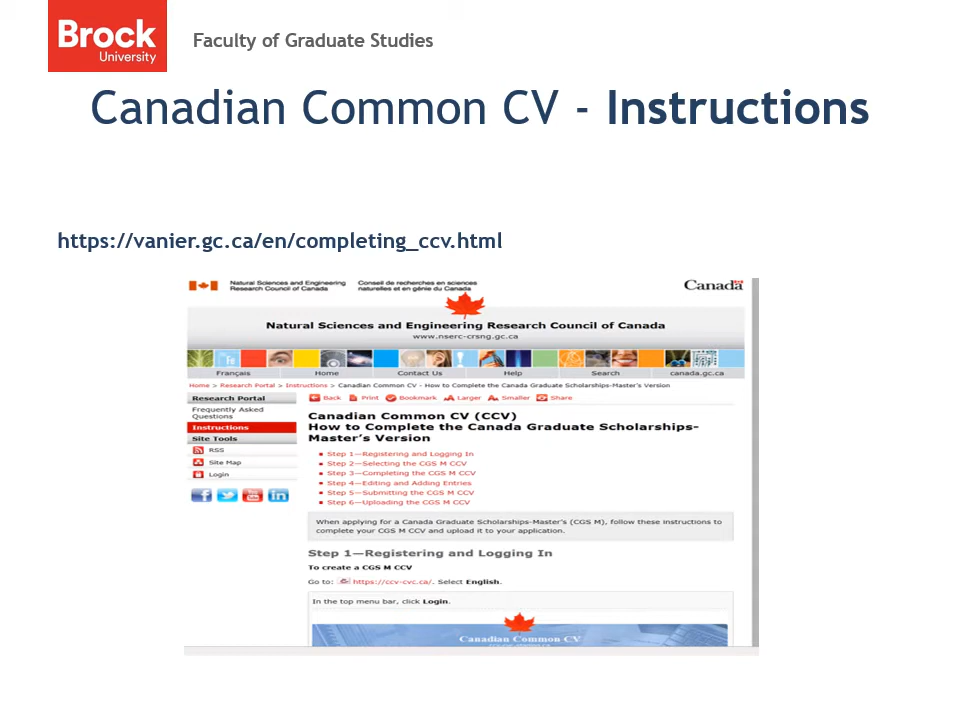 Brock
University
Faculty of Graduate Studies
Canadian Common CV - Instructions
https://vanier.gc.ca/en/completing_ccv.html
Natural Sciences and Engineering
Research Council of Canada
Conseil de recherches en sciences
naturelles et en génie du Canada
Canada
Natural Sciences and Engineering Research Council of Canada
www.nserc-crsng.gc.ca
Français Home Contact Us Help Search canada.gc.ca
Home > Research Portal > Instructions > Canadian Common CV - How to Complete the Canada Graduate Scholarships-Master's Version
Research Portal
Frequently Asked
Questions
Instructions
Site Tools
RSS
Site Map
Login
f
You
Tube
in
Back Print Bookmark Larger Smaller Share
Canadian Common CV (CCV)
How to Complete the Canada Graduate Scholarships-
Master's Version
Step 1—Registering and Logging In
Step 2—Selecting the CGS M CCV
Step 3—Completing the CGS M CCV
Step 4—Editing and Adding Entries
Step 5—Submitting the CGS M CCV
Step 6—Uploading the CGS M CCV
When applying for a Canada Graduate Scholarships-Master's (CGS M), follow these instructions to
complete your CGS M CCV and upload it to your application.
Step 1—Registering and Logging In
To create a CGS M CCV
Go to: https://ccv-cvc.ca/. Select English.
In the top menu bar, click Login.
Canadian Common CV